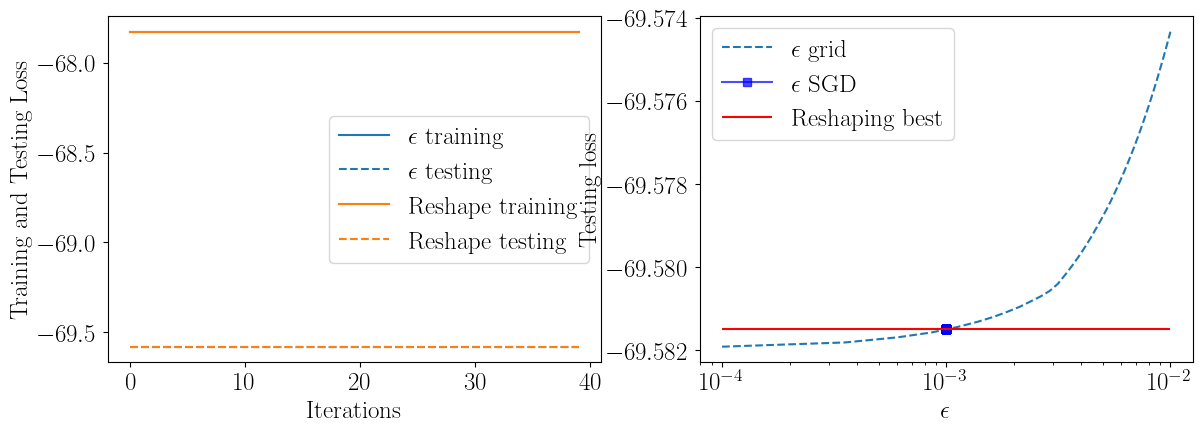 Training and Testing Loss
−68.0
−68.5
−69.0
−69.5
0
10
20
30
40
Iterations
ϵ training
ϵ testing
Reshape training
Reshape testing
Testing loss
−69.574
−69.576
−69.578
−69.580
−69.582
10⁻⁴
10⁻³
10⁻²
ϵ
ϵ grid
ϵ SGD
Reshaping best